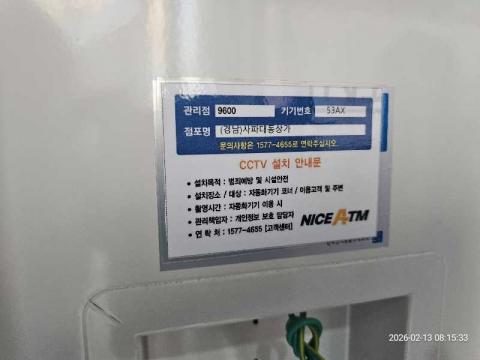 관리점 9600 기기번호 53AX
점포명 (경남)사파대동상가
문의사항은 1577-4655로 연락주십시오.
CCTV 설치 안내문
• 설치목적 : 범죄예방 및 시설안전
• 설치장소 / 대상 : 자동화기기 코너 / 이용고객 및 주변
• 촬영시간 : 자동화기기 이용 시
• 관리책임자 : 개인정보 보호 담당자
• 연 락 처 : 1577-4655 [고객센터]
NICE ATM
2026-02-13 08:15:33